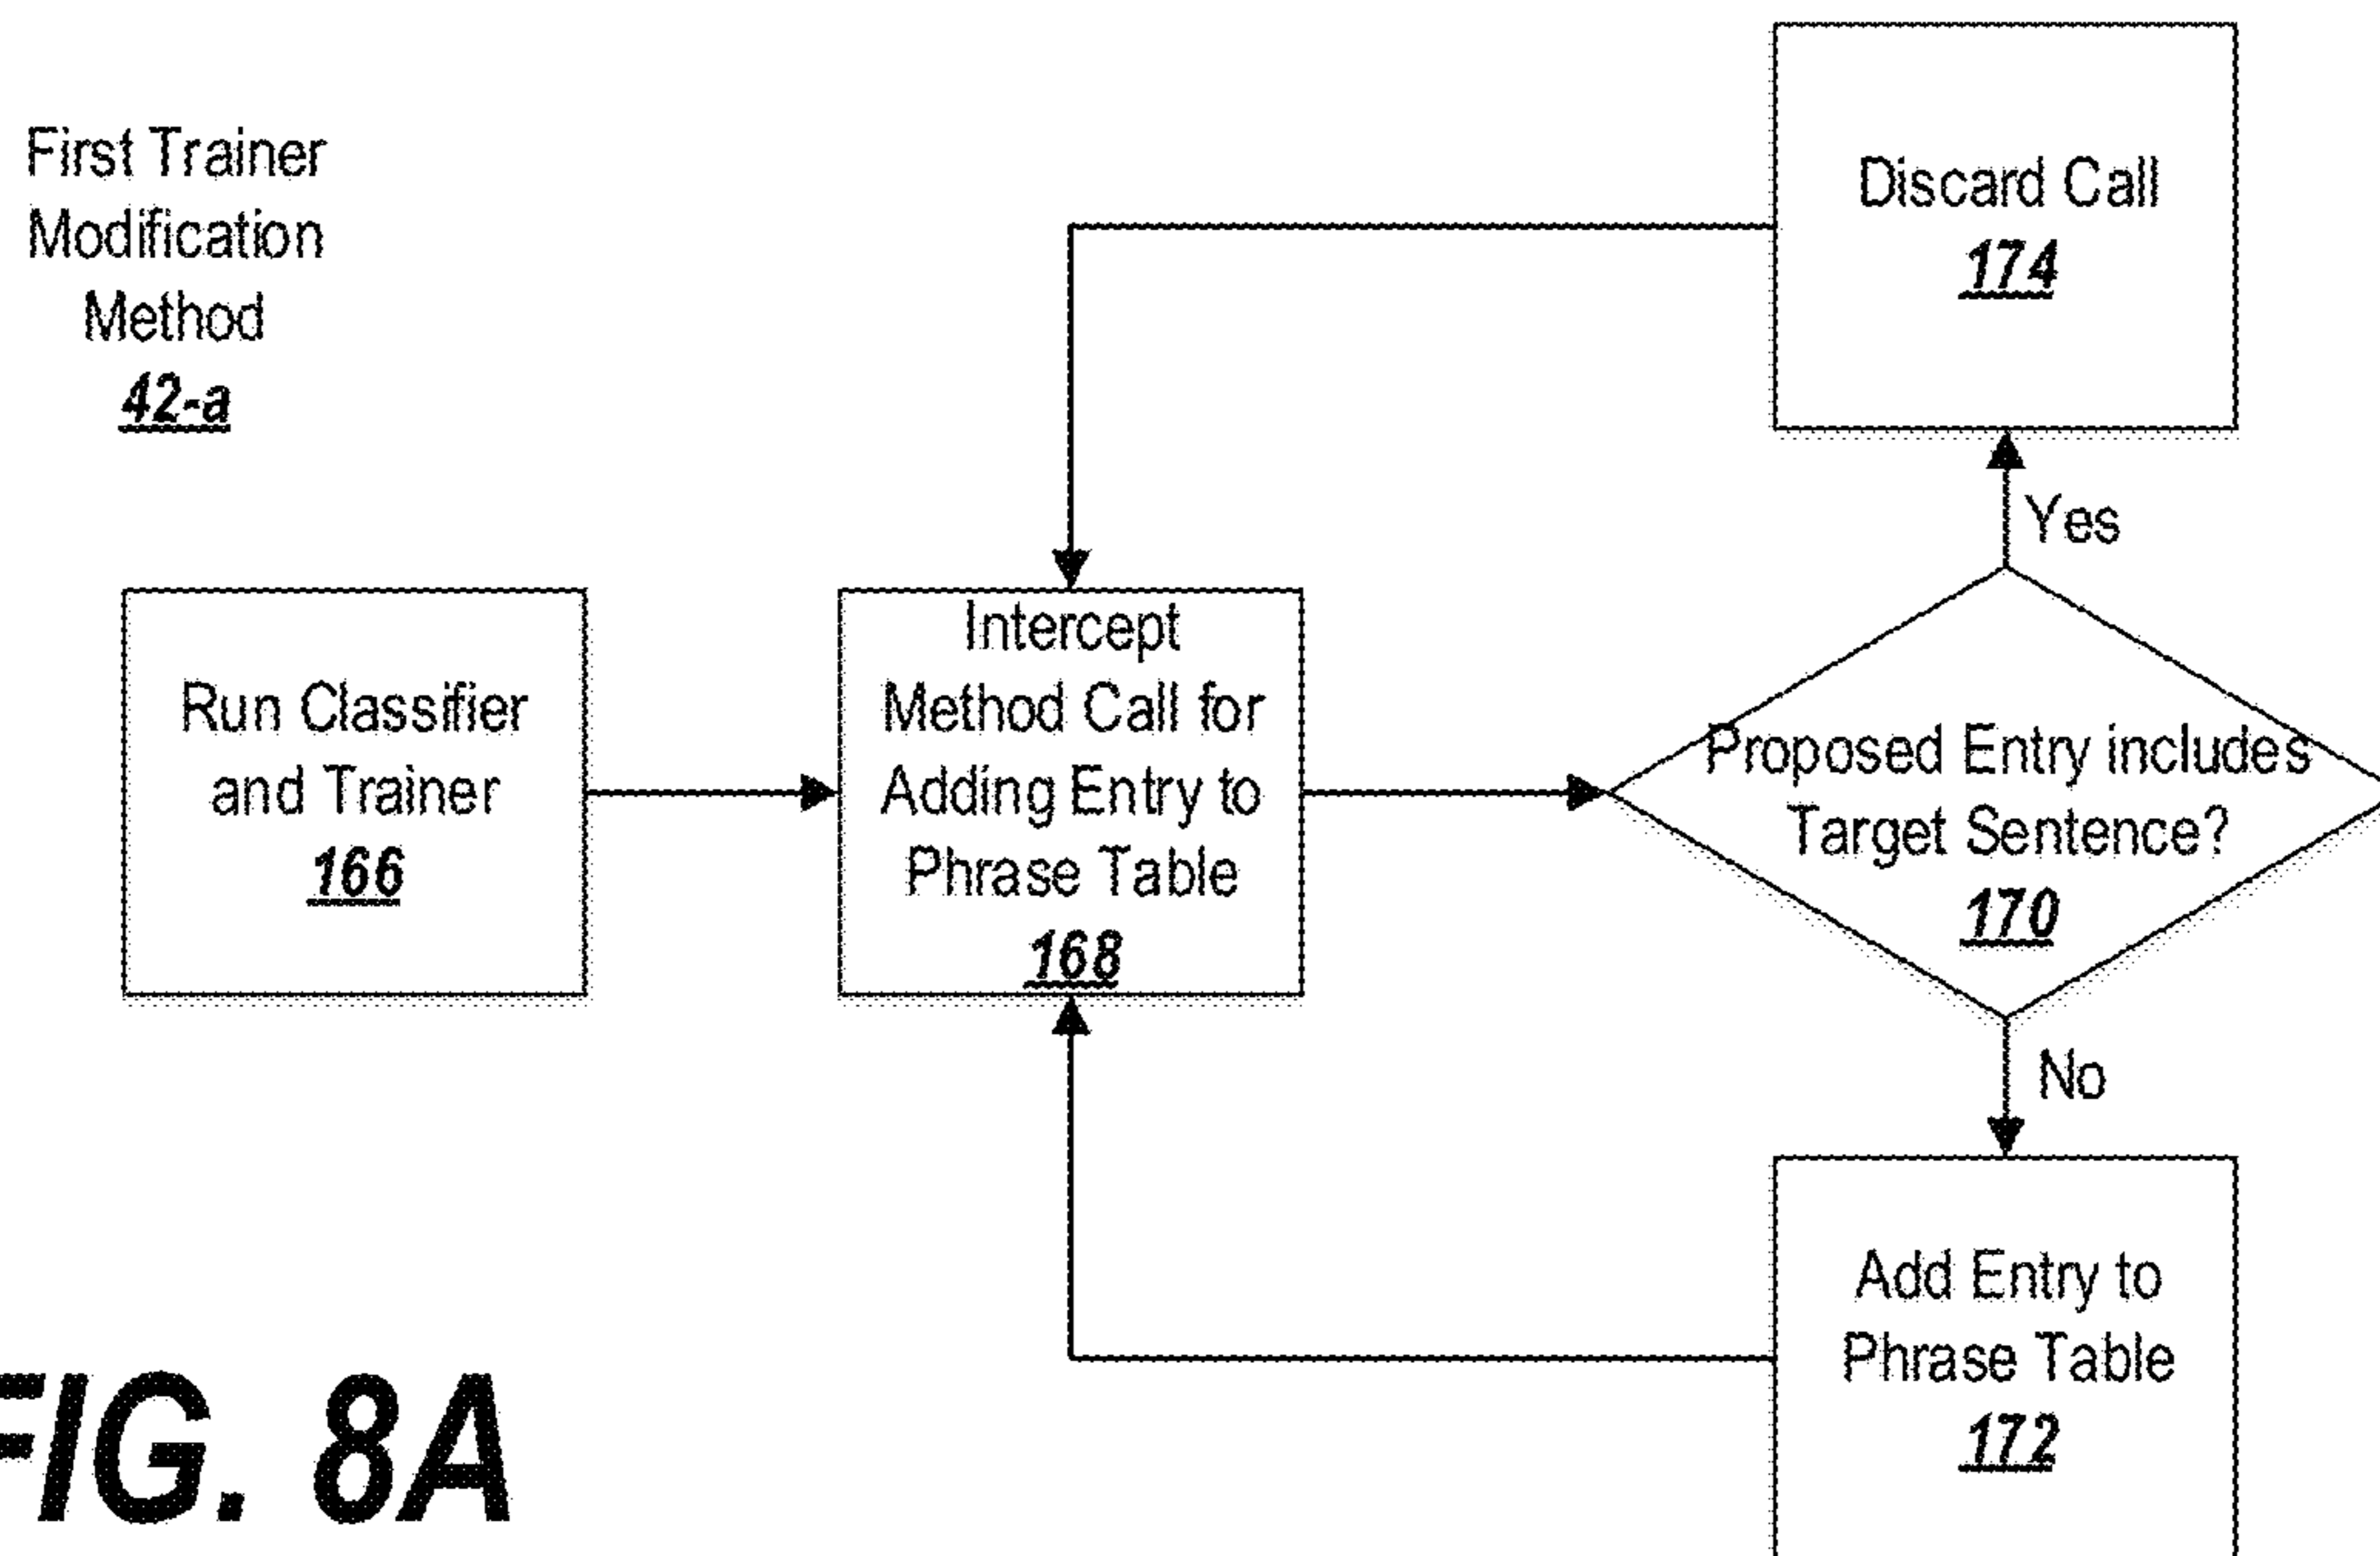 First Trainer
Modification
Method
42-a
Discard Call
174
Yes
Run Classifier
and Trainer
166
Intercept
Method Call for
Adding Entry to
Phrase Table
168
Proposed Entry includes
Target Sentence?
170
No
Add Entry to
Phrase Table
172
FIG. 8A